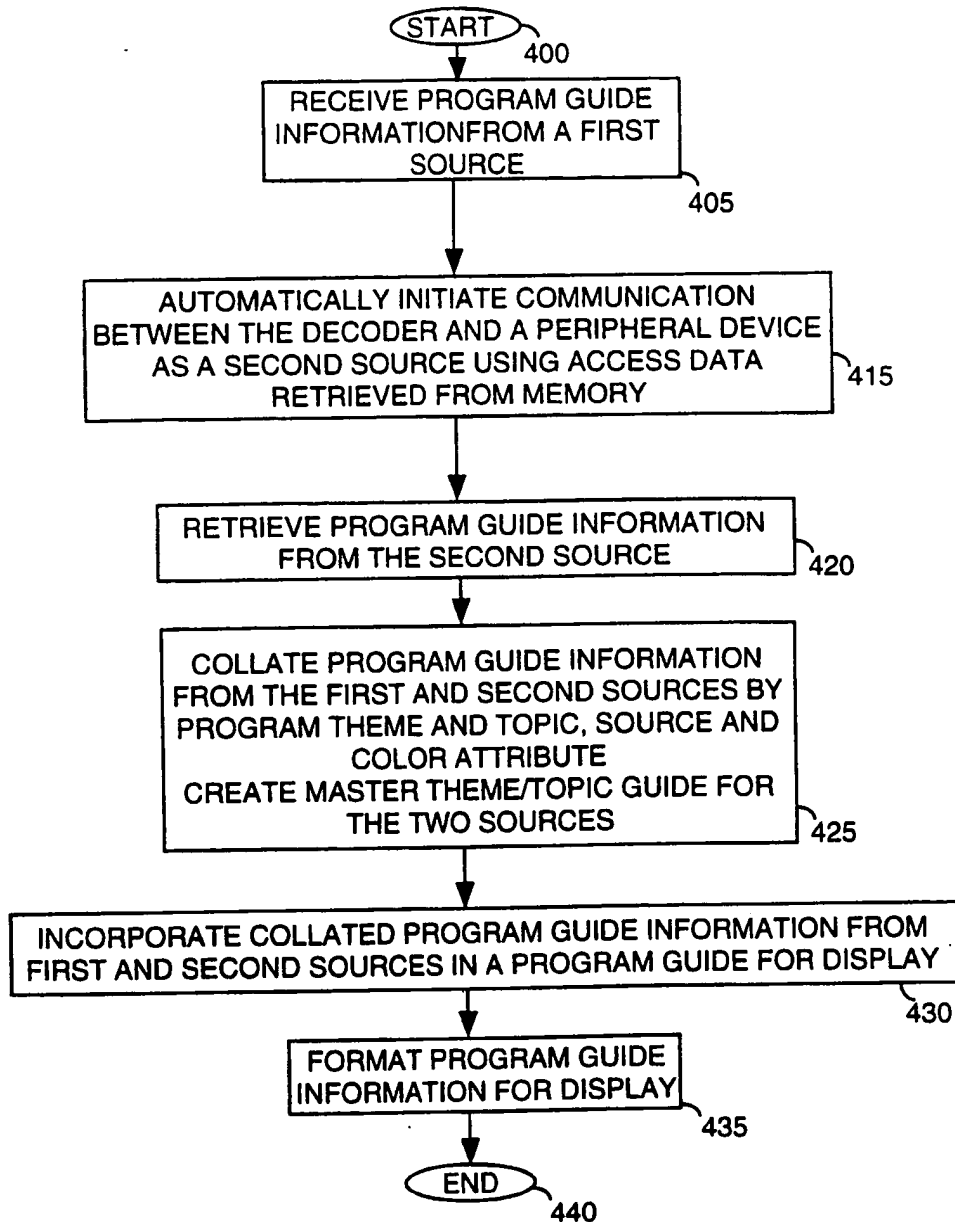 START
400
RECEIVE PROGRAM GUIDE
INFORMATIONFROM A FIRST
SOURCE
405
AUTOMATICALLY INITIATE COMMUNICATION
BETWEEN THE DECODER AND A PERIPHERAL DEVICE
AS A SECOND SOURCE USING ACCESS DATA
RETRIEVED FROM MEMORY
415
RETRIEVE PROGRAM GUIDE INFORMATION
FROM THE SECOND SOURCE
420
COLLATE PROGRAM GUIDE INFORMATION
FROM THE FIRST AND SECOND SOURCES BY
PROGRAM THEME AND TOPIC, SOURCE AND
COLOR ATTRIBUTE
CREATE MASTER THEME/TOPIC GUIDE FOR
THE TWO SOURCES
425
INCORPORATE COLLATED PROGRAM GUIDE INFORMATION FROM
FIRST AND SECOND SOURCES IN A PROGRAM GUIDE FOR DISPLAY
430
FORMAT PROGRAM GUIDE
INFORMATION FOR DISPLAY
435
END
440